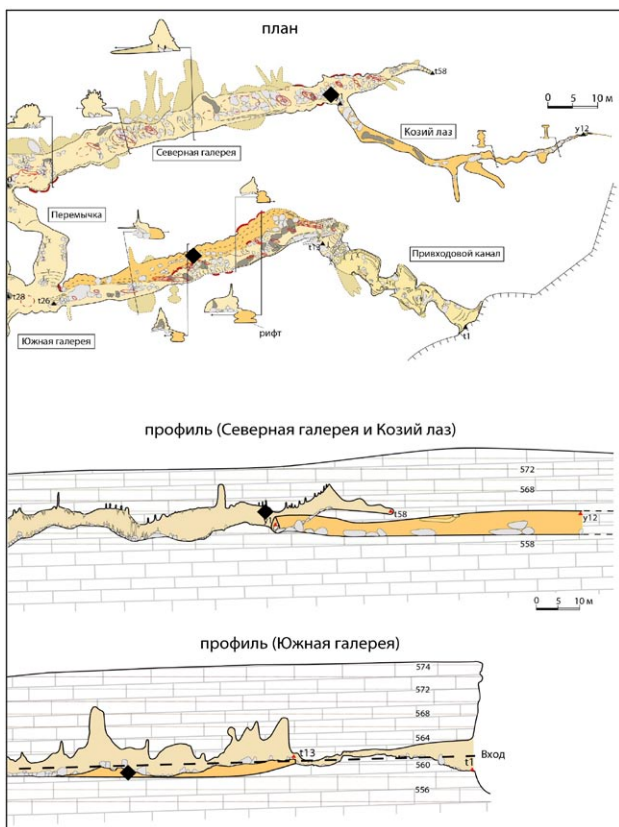 план
t58
0 5 10 м
Козий лаз
y12
Северная галерея
Перемычка
Привходовой канал
t13
t28
t26
t1
Южная галерея
рифт
профиль (Северная галерея и Козий лаз)
572
568
t58
y12
558
0 5 10 м
профиль (Южная галерея)
574
572
568
564
t13
Вход
560
t1
556